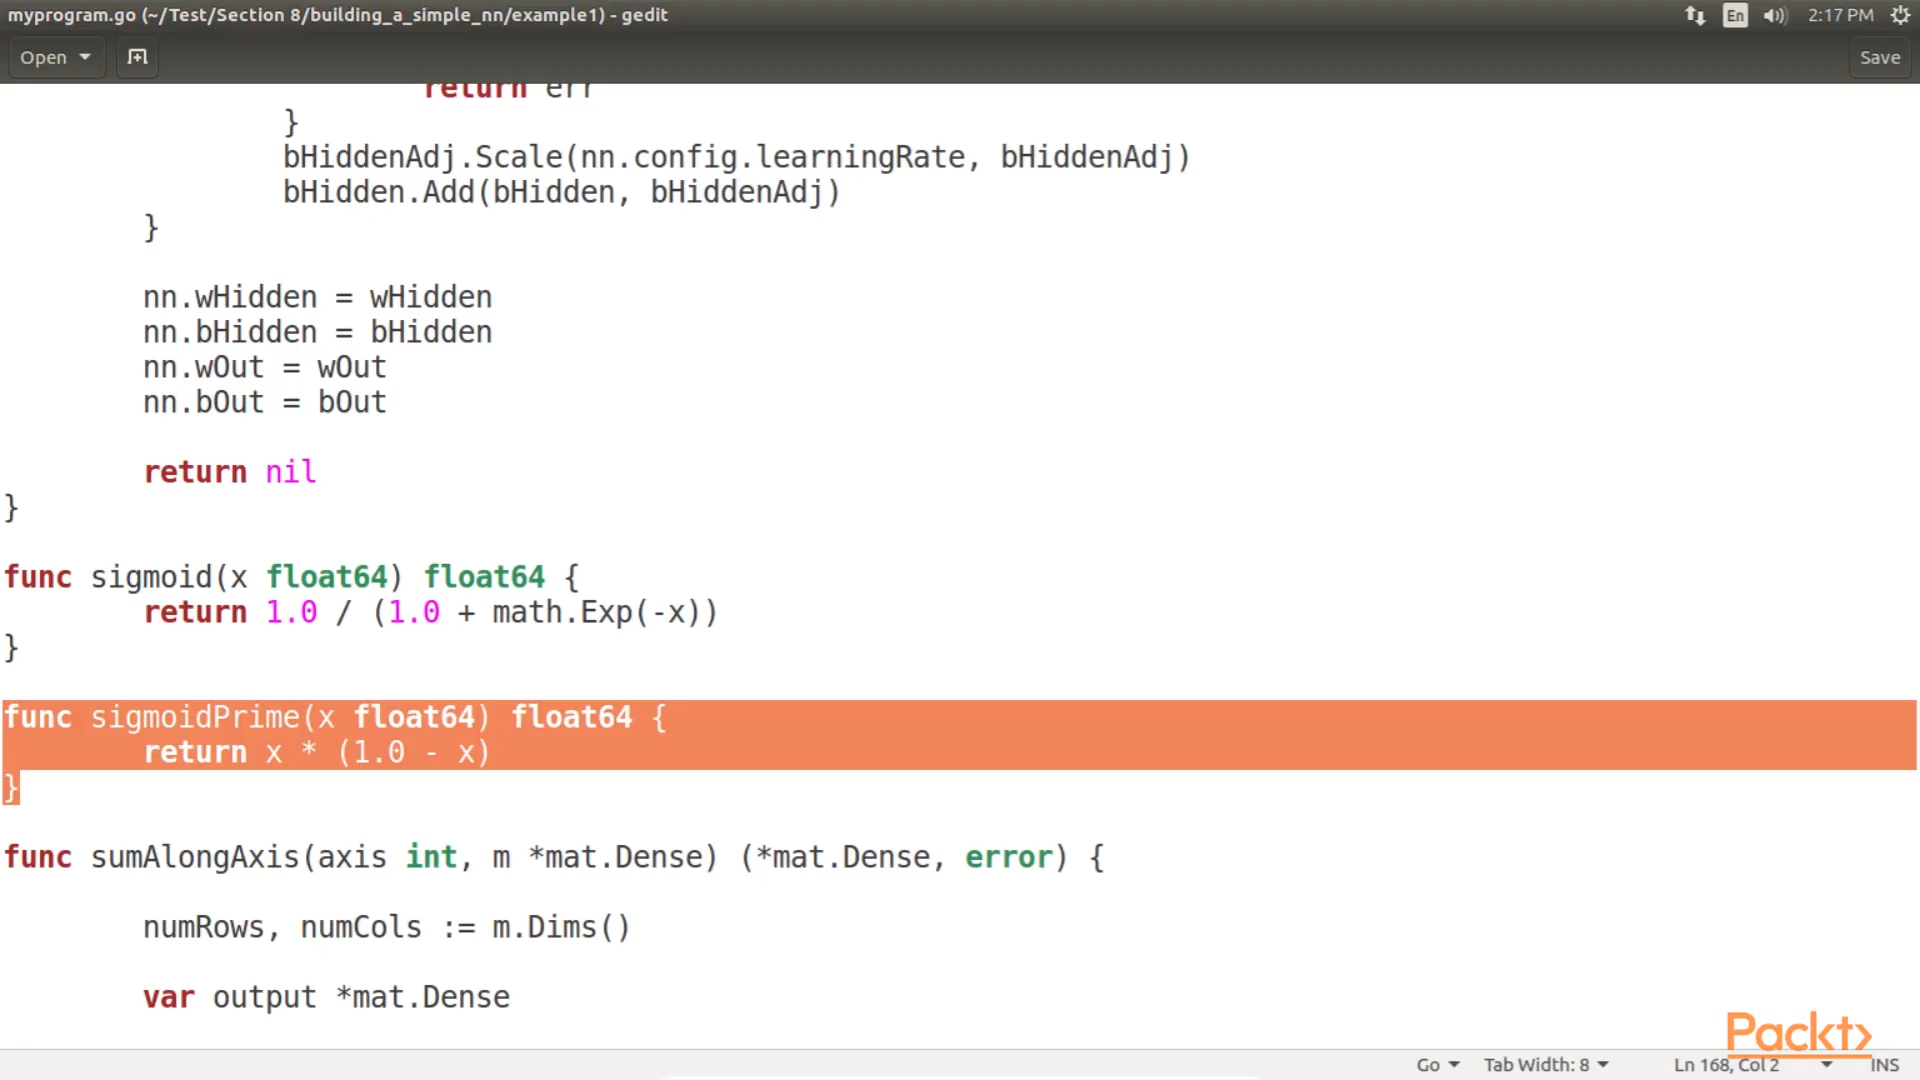 myprogram.go (~/Test/Section 8/building_a_simple_nn/example1) - gedit
En
2:17 PM
Open
Save
return err
}
bHiddenAdj.Scale(nn.config.learningRate, bHiddenAdj)
bHidden.Add(bHidden, bHiddenAdj)
}
nn.wHidden = wHidden
nn.bHidden = bHidden
nn.wOut = wOut
nn.bOut = bOut
return nil
}
func sigmoid(x float64) float64 {
return 1.0 / (1.0 + math.Exp(-x))
}
func sigmoidPrime(x float64) float64 {
return x * (1.0 - x)
}
func sumAlongAxis(axis int, m *mat.Dense) (*mat.Dense, error) {
numRows, numCols := m.Dims()
var output *mat.Dense
Packt>
Go
Tab Width: 8
Ln 168, Col 2
INS